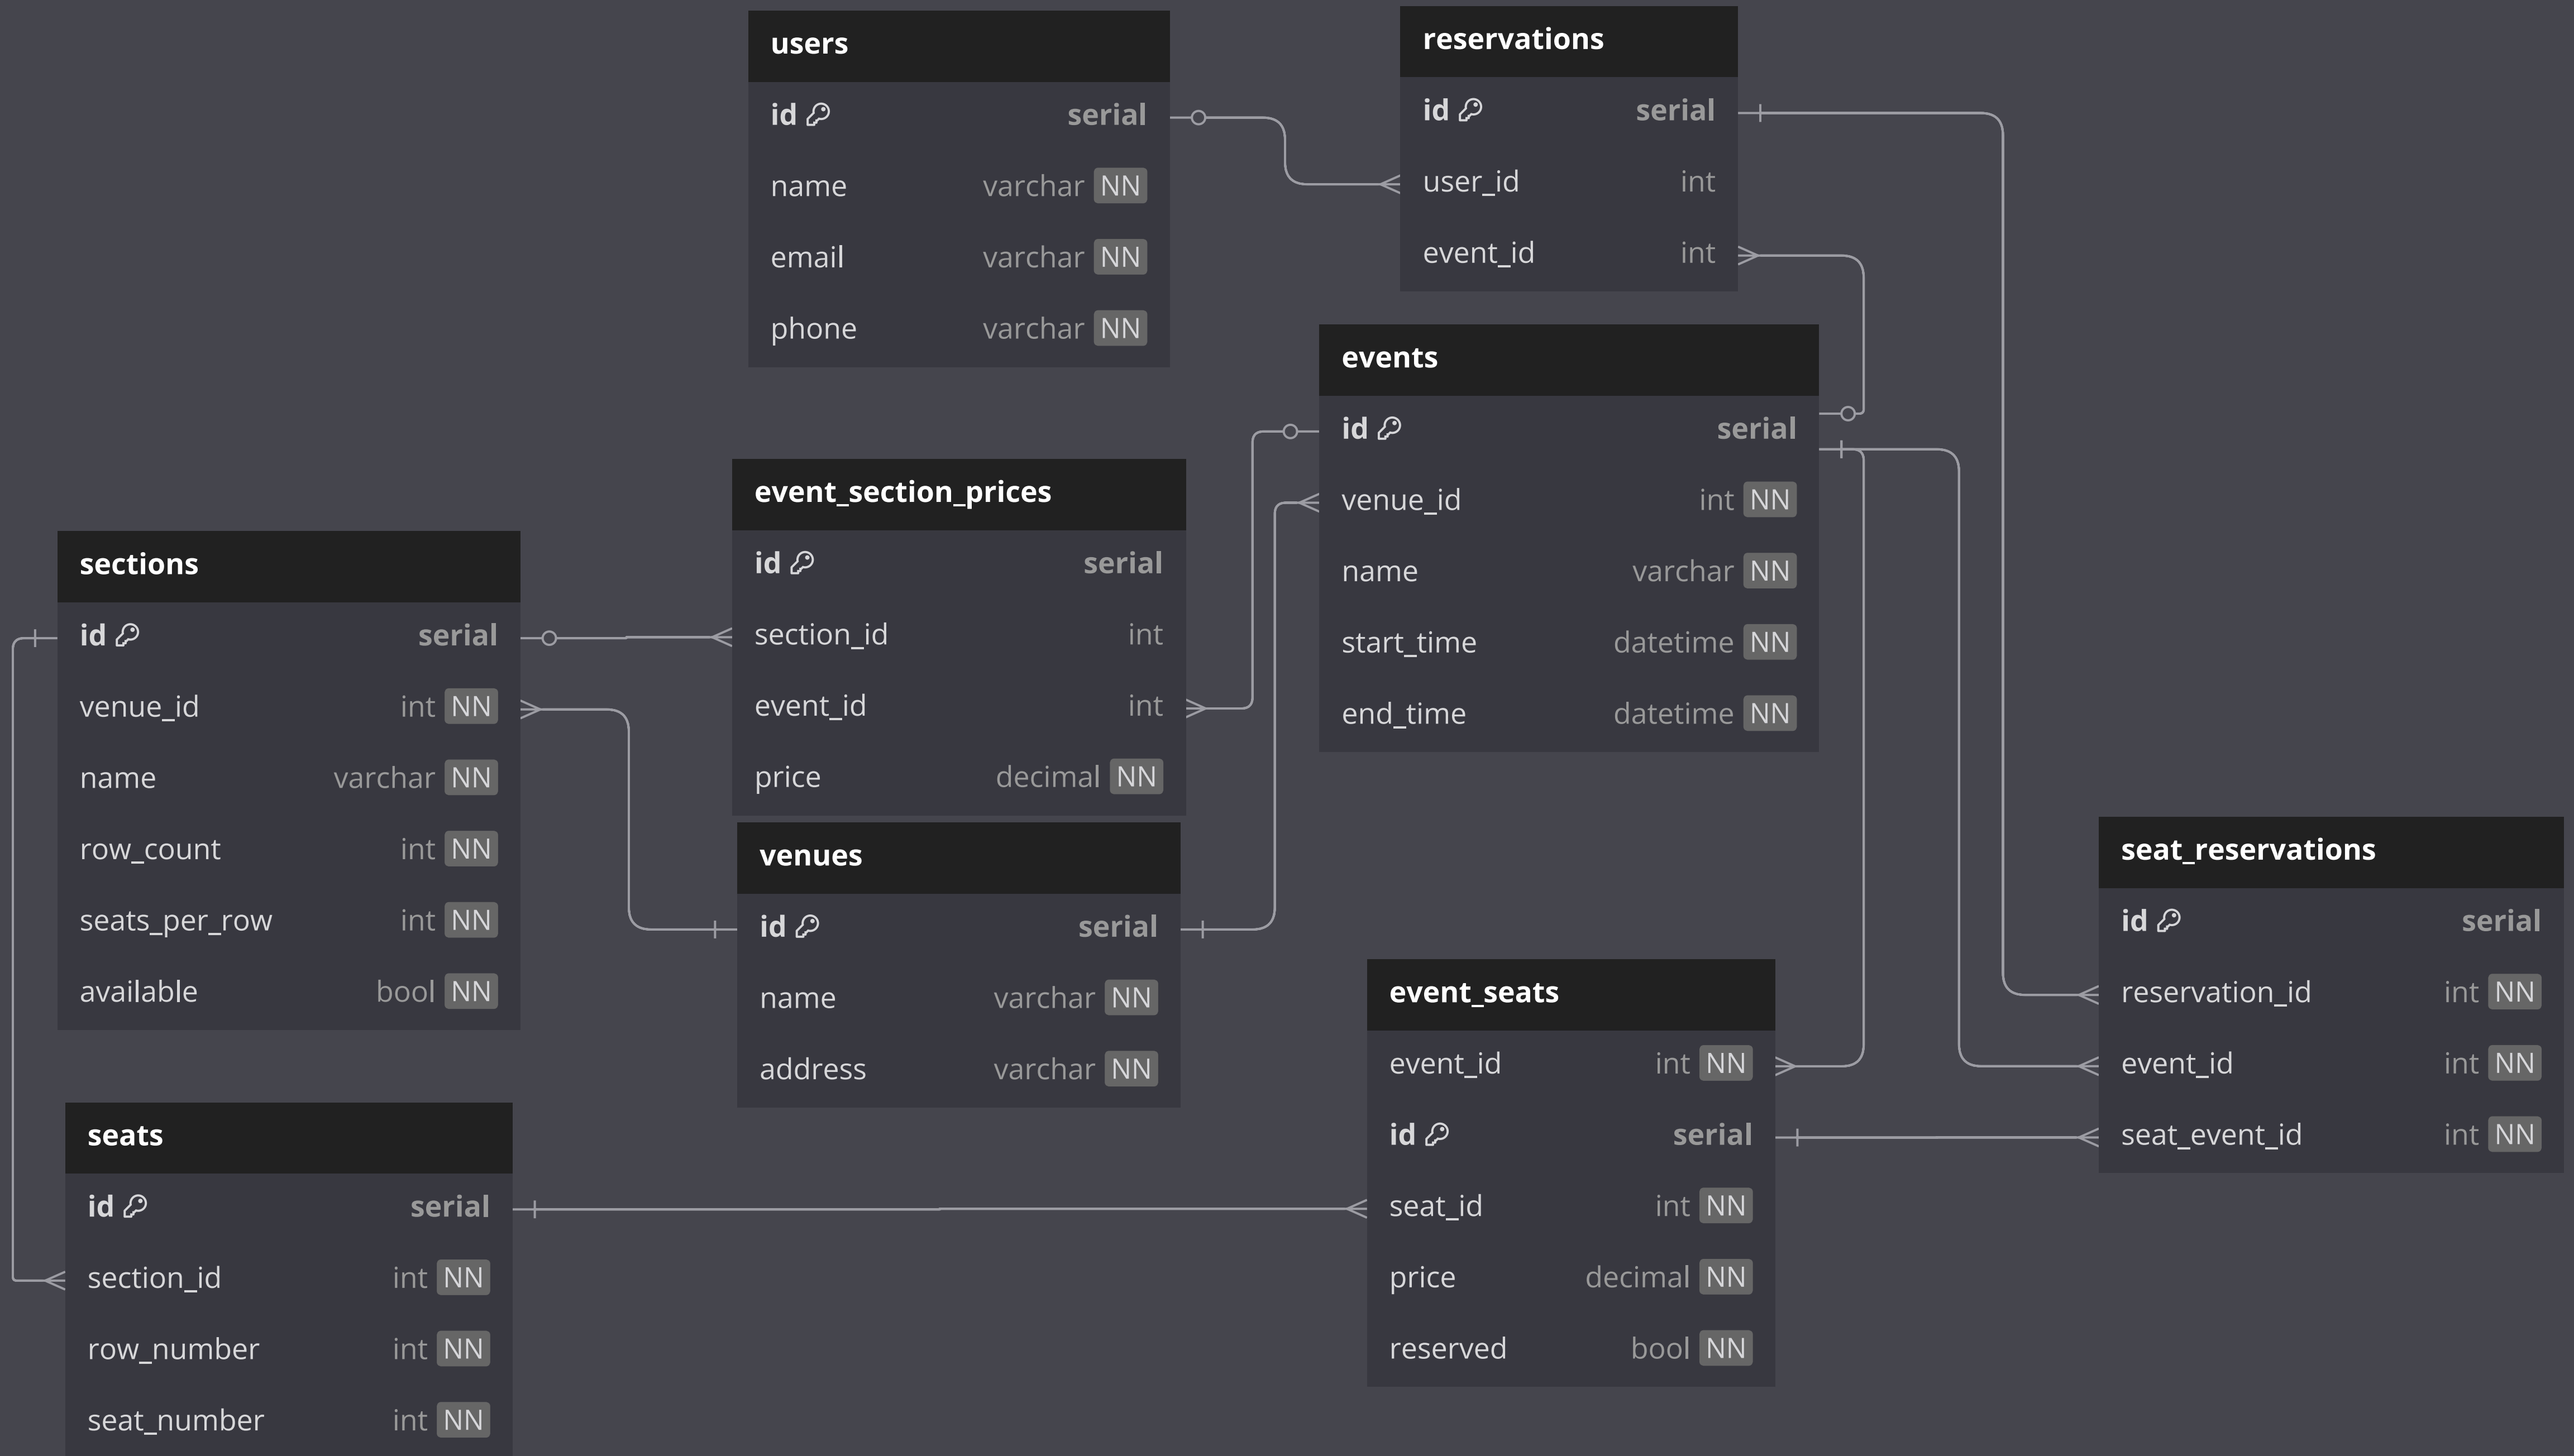 users
id serial
name varchar NN
email varchar NN
phone varchar NN
reservations
id serial
user_id int
event_id int
events
id serial
venue_id int NN
name varchar NN
start_time datetime NN
end_time datetime NN
event_section_prices
id serial
section_id int
event_id int
price decimal NN
sections
id serial
venue_id int NN
name varchar NN
row_count int NN
seats_per_row int NN
available bool NN
venues
id serial
name varchar NN
address varchar NN
seat_reservations
id serial
reservation_id int NN
event_id int NN
seat_event_id int NN
event_seats
event_id int NN
id serial
seat_id int NN
price decimal NN
reserved bool NN
seats
id serial
section_id int NN
row_number int NN
seat_number int NN